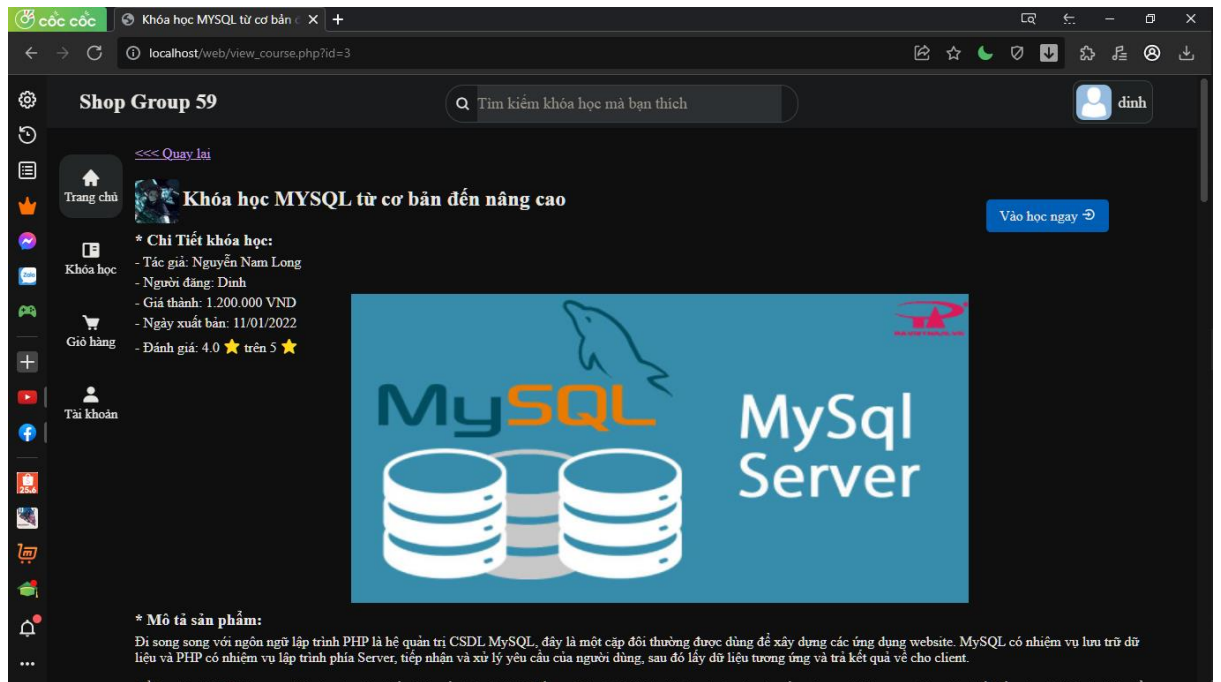 cốc cốc
Khóa học MYSQL từ cơ bản
localhost/web/view_course.php?id=3
Shop Group 59
Tìm kiếm khóa học mà bạn thích
dinh
<<< Quay lại
Trang chủ
Khóa học MYSQL từ cơ bản đến nâng cao
Vào học ngay
* Chi Tiết khóa học:
- Tác giả: Nguyễn Nam Long
Khóa học
- Người đăng: Dinh
- Giá thành: 1.200.000 VND
- Ngày xuất bản: 11/01/2022
Giỏ hàng
- Đánh giá: 4.0 ⭐ trên 5 ⭐
Tài khoản
MySQL
MySql
Server
Zalo
25.6
* Mô tả sản phẩm:
Đi song song với ngôn ngữ lập trình PHP là hệ quản trị CSDL MySQL, đây là một cặp đôi thường được dùng để xây dựng các ứng dụng website. MySQL có nhiệm vụ lưu trữ dữ
liệu và PHP có nhiệm vụ lập trình phía Server, tiếp nhận và xử lý yêu cầu của người dùng, sau đó lấy dữ liệu tương ứng và trả kết quả về cho client.